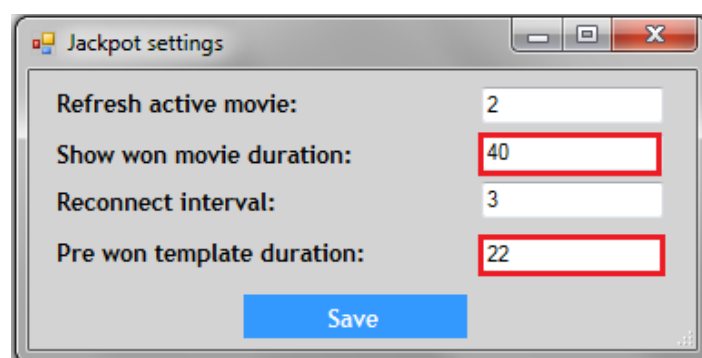 Jackpot settings
Refresh active movie: 2
Show won movie duration: 40
Reconnect interval: 3
Pre won template duration: 22
Save